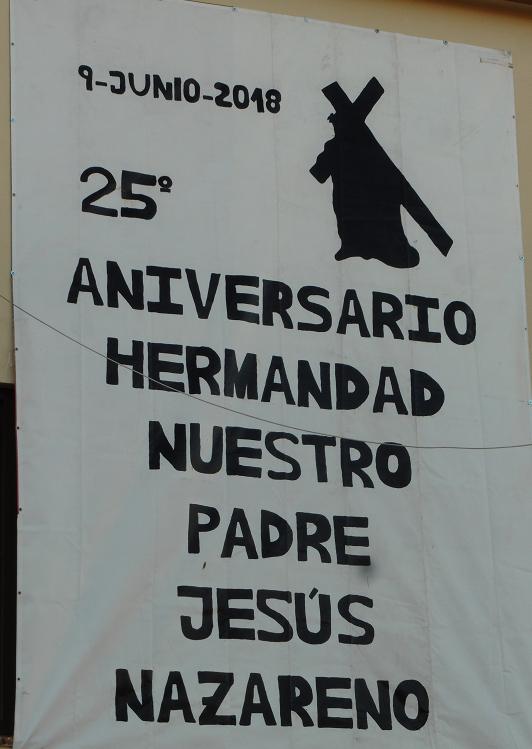 9-JUNIO-2018
25º
ANIVERSARIO
HERMANDAD
NUESTRO
PADRE
JESÚS
NAZARENO